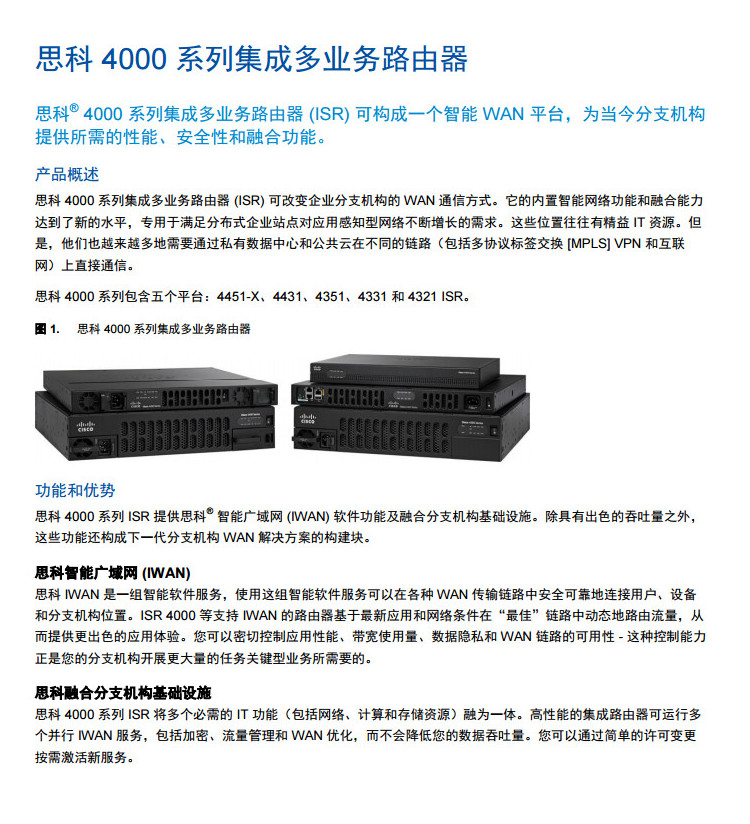 思科 4000 系列集成多业务路由器
思科® 4000 系列集成多业务路由器 (ISR) 可构成一个智能 WAN 平台，为当今分支机构
提供所需的性能、安全性和融合功能。
产品概述
思科 4000 系列集成多业务路由器 (ISR) 可改变企业分支机构的 WAN 通信方式。它的内置智能网络功能和融合能力
达到了新的水平，专用于满足分布式企业站点对应用感知型网络不断增长的需求。这些位置往往有精益 IT 资源。但
是，他们也越来越多地需要通过私有数据中心和公共云在不同的链路（包括多协议标签交换 [MPLS] VPN 和互联
网）上直接通信。
思科 4000 系列包含五个平台：4451-X、4431、4351、4331 和 4321 ISR。
图 1. 思科 4000 系列集成多业务路由器
CISCO
CISCO
功能和优势
思科 4000 系列 ISR 提供思科® 智能广域网 (IWAN) 软件功能及融合分支机构基础设施。除具有出色的吞吐量之外，
这些功能还构成下一代分支机构 WAN 解决方案的构建块。
思科智能广域网 (IWAN)
思科 IWAN 是一组智能软件服务，使用这组智能软件服务可以在各种 WAN 传输链路中安全可靠地连接用户、设备
和分支机构位置。ISR 4000 等支持 IWAN 的路由器基于最新应用和网络条件在“最佳”链路中动态地路由流量，从
而提供更出色的应用体验。您可以密切控制应用性能、带宽使用量、数据隐私和 WAN 链路的可用性 - 这种控制能力
正是您的分支机构开展更大量的任务关键型业务所需要的。
思科融合分支机构基础设施
思科 4000 系列 ISR 将多个必需的 IT 功能（包括网络、计算和存储资源）融为一体。高性能的集成路由器可运行多
个并行 IWAN 服务，包括加密、流量管理和 WAN 优化，而不会降低您的数据吞吐量。您可以通过简单的许可变更
按需激活新服务。